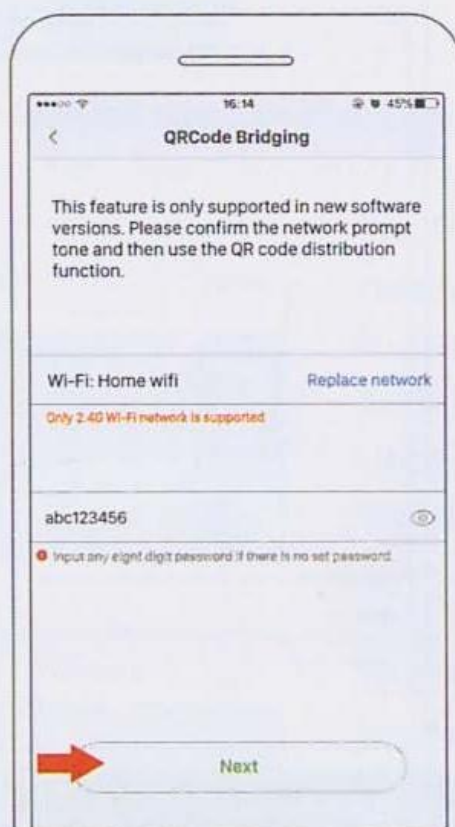 16:14
45%
QRCode Bridging
This feature is only supported in new software
versions. Please confirm the network prompt
tone and then use the QR code distribution
function.
Wi-Fi: Home wifi Replace network
Only 2.4G Wi-Fi network is supported
abc123456
Input any eight digit password if there is no set password.
Next